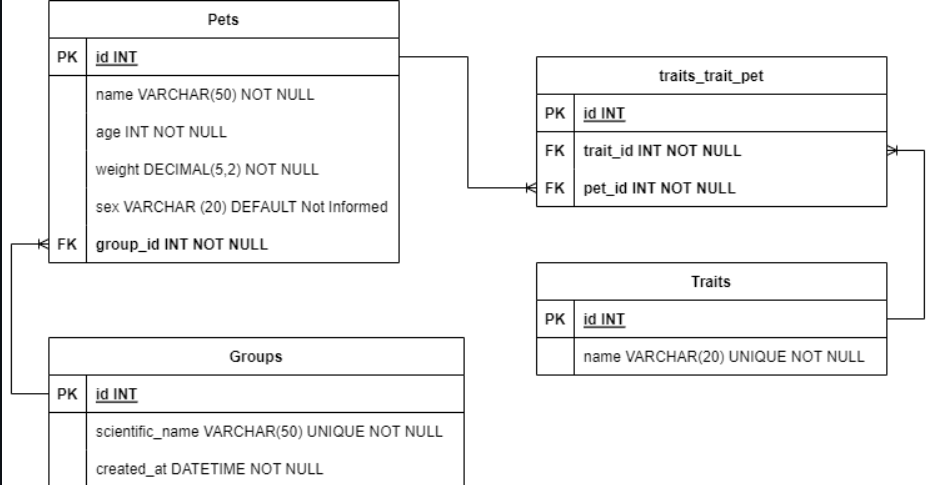 Pets
PK id INT
name VARCHAR(50) NOT NULL
age INT NOT NULL
weight DECIMAL(5,2) NOT NULL
sex VARCHAR (20) DEFAULT Not Informed
FK group_id INT NOT NULL
traits_trait_pet
PK id INT
FK trait_id INT NOT NULL
FK pet_id INT NOT NULL
Traits
PK id INT
name VARCHAR(20) UNIQUE NOT NULL
Groups
PK id INT
scientific_name VARCHAR(50) UNIQUE NOT NULL
created_at DATETIME NOT NULL